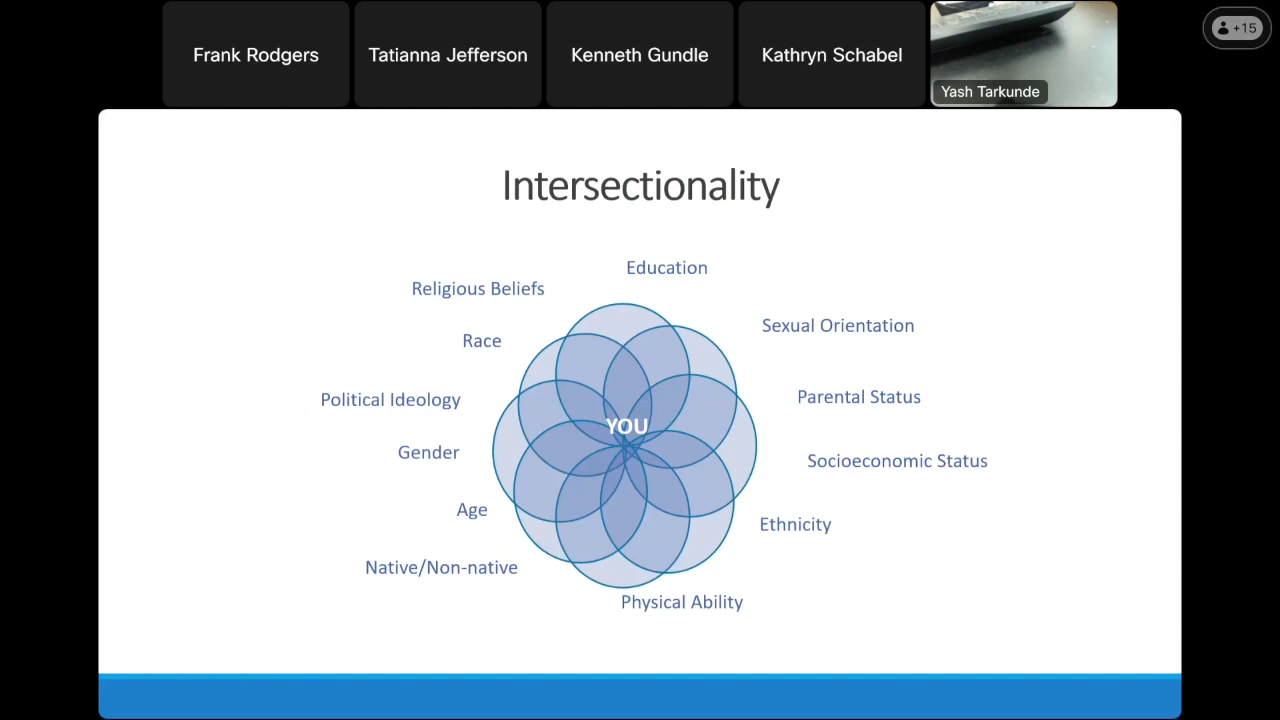 Frank Rodgers
Tatianna Jefferson
Kenneth Gundle
Kathryn Schabel
Yash Tarkunde
+15
Intersectionality
Education
Religious Beliefs
Sexual Orientation
Race
Parental Status
Political Ideology
YOU
Gender
Socioeconomic Status
Age
Ethnicity
Native/Non-native
Physical Ability